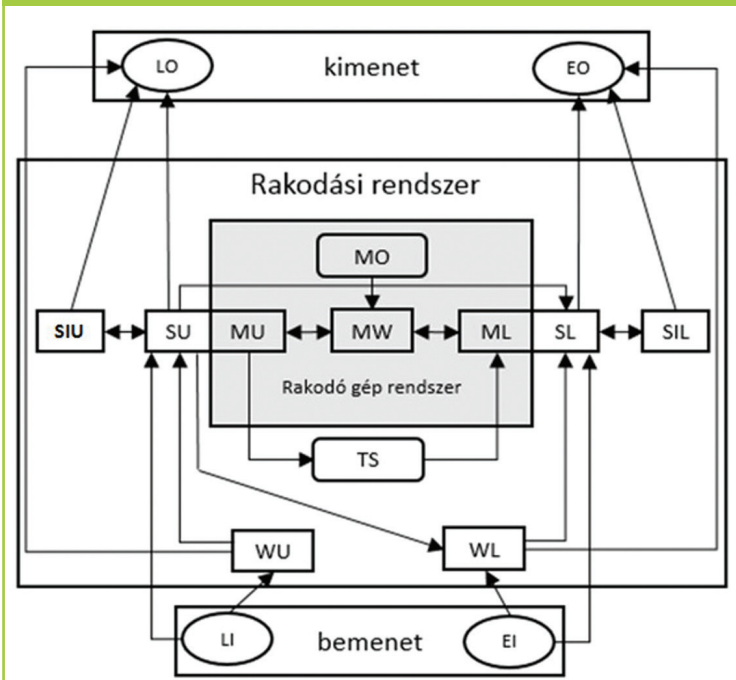 LO kimenet EO
Rakodási rendszer
MO
SIU SU MU MW ML SL SIL
Rakodó gép rendszer
TS
WU WL
LI bemenet EI